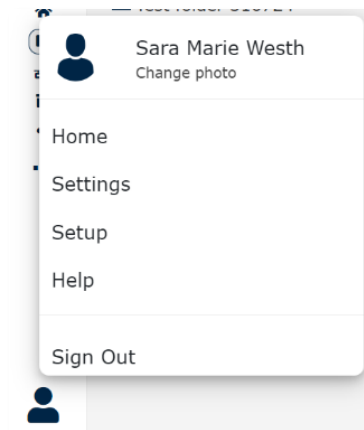 Sara Marie Westh
Change photo
Home
Settings
Setup
Help
Sign Out